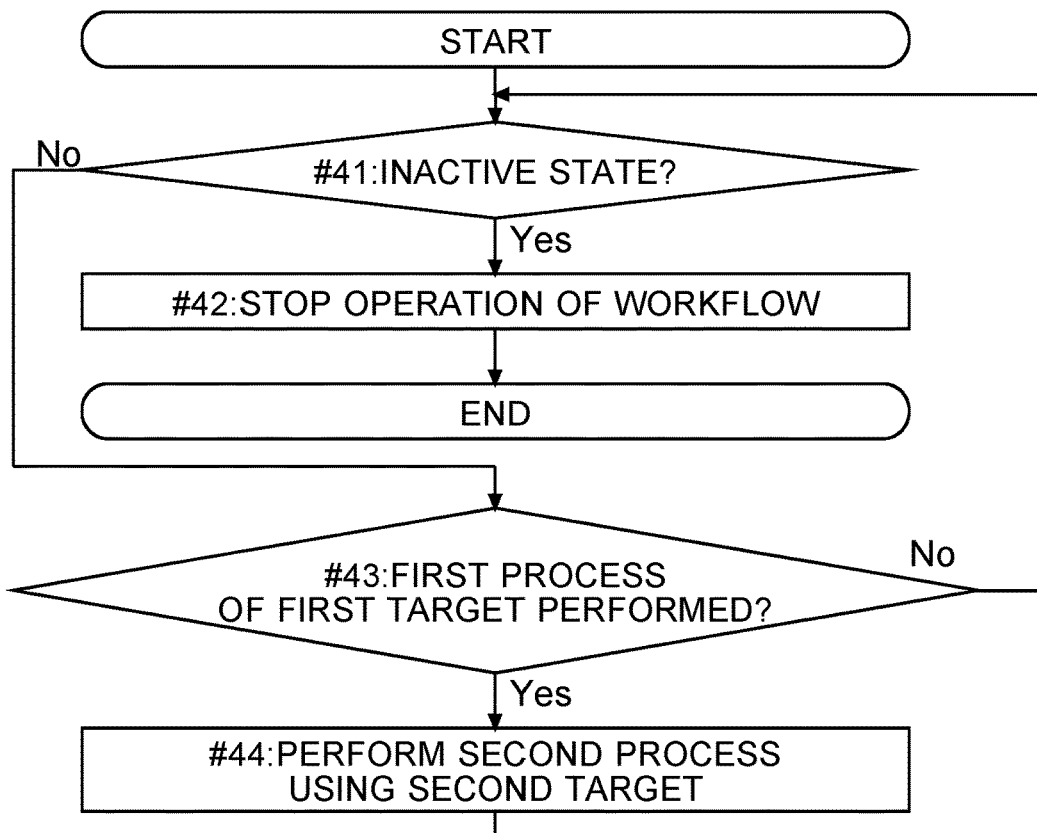 START
No
#41:INACTIVE STATE?
Yes
#42:STOP OPERATION OF WORKFLOW
END
#43:FIRST PROCESS
OF FIRST TARGET PERFORMED?
No
Yes
#44:PERFORM SECOND PROCESS
USING SECOND TARGET